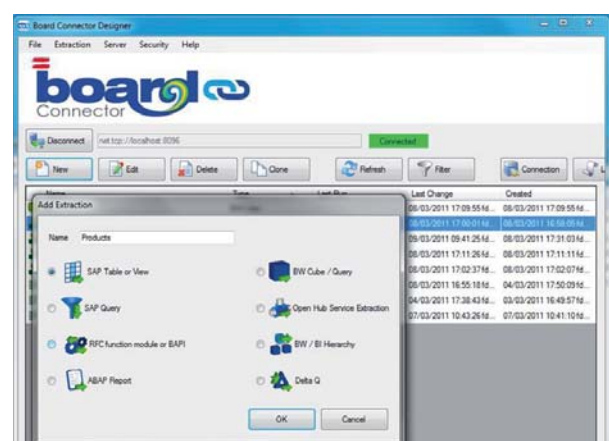 Board Connector Designer
File Extraction Server Security Help
board
Connector
Disconnect net.tcp://localhost:8096 Connected
New Edit Delete Clone Refresh Filter Connection L
Name Type Last Run Last Change Created
Add Extraction
08/03/2011 17:09:55 08/03/2011 17:09:55
08/03/2011 17:00:01 08/03/2011 16:58:05
Name Products
09/03/2011 09:41:25 08/03/2011 17:31:03
08/03/2011 17:11:26 08/03/2011 17:11:11
SAP Table or View BW Cube / Query
08/03/2011 17:02:37 08/03/2011 17:02:07
08/03/2011 16:55:18 04/03/2011 17:50:09
SAP Query Open Hub Service Extraction
04/03/2011 17:38:43 03/03/2011 16:49:57
07/03/2011 10:43:26 07/03/2011 10:41:10
RFC function module or BAPI BW / BI Hierarchy
ABAP Report Delta Q
OK Cancel